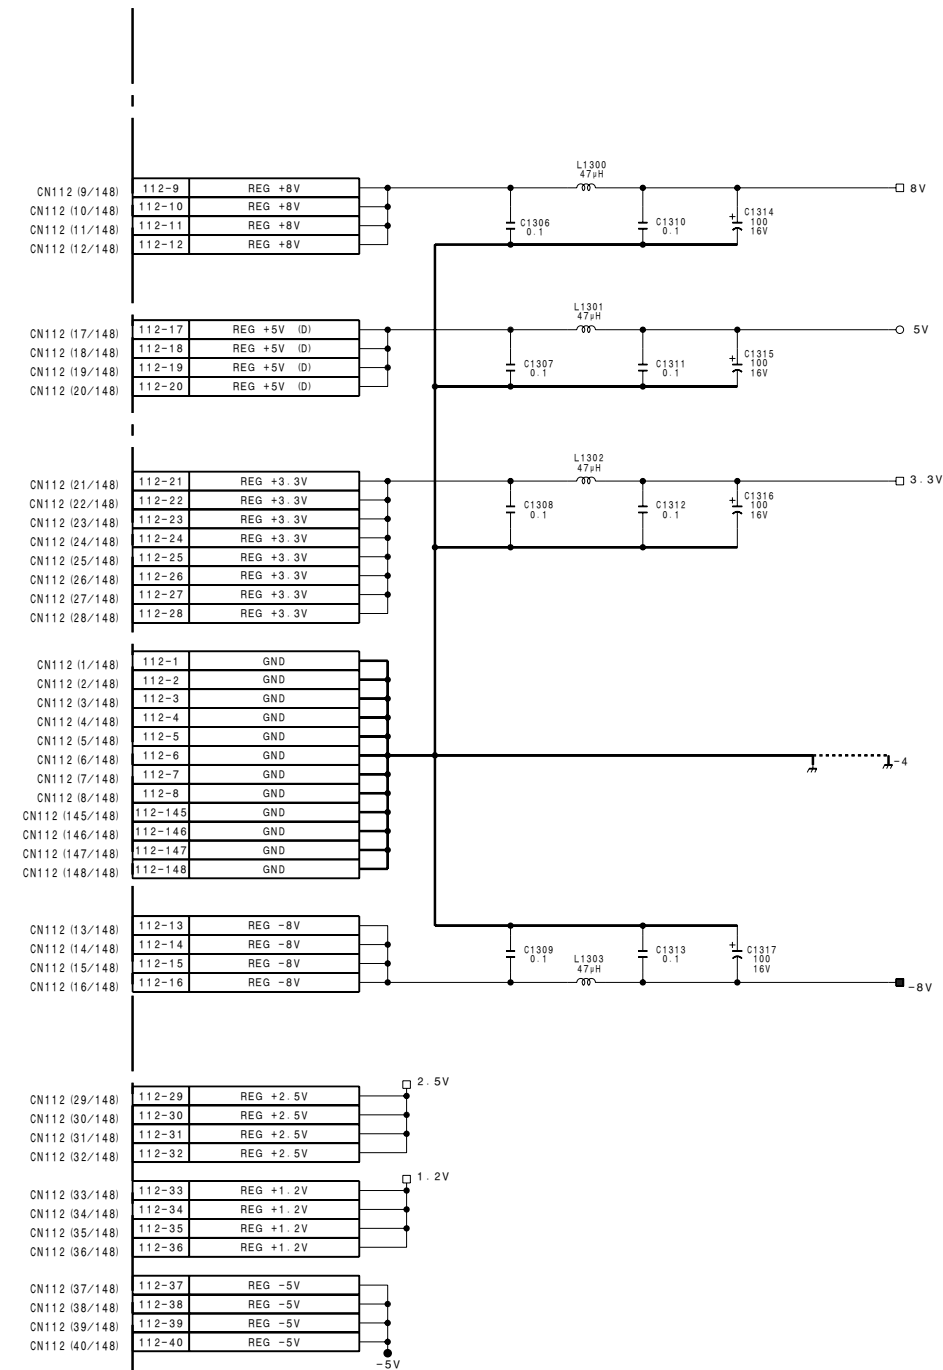 L1300
47μH
CN112 (9/148) 112-9 REG +8V 8V
CN112 (10/148) 112-10 REG +8V
CN112 (11/148) 112-11 REG +8V
CN112 (12/148) 112-12 REG +8V
C1306
0.1
C1310
0.1
+ C1314
100
16V
L1301
47μH
CN112 (17/148) 112-17 REG +5V (D) 5V
CN112 (18/148) 112-18 REG +5V (D)
CN112 (19/148) 112-19 REG +5V (D)
CN112 (20/148) 112-20 REG +5V (D)
C1307
0.1
C1311
0.1
+ C1315
100
16V
L1302
47μH
CN112 (21/148) 112-21 REG +3.3V 3.3V
CN112 (22/148) 112-22 REG +3.3V
CN112 (23/148) 112-23 REG +3.3V
CN112 (24/148) 112-24 REG +3.3V
CN112 (25/148) 112-25 REG +3.3V
CN112 (26/148) 112-26 REG +3.3V
CN112 (27/148) 112-27 REG +3.3V
CN112 (28/148) 112-28 REG +3.3V
C1308
0.1
C1312
0.1
+ C1316
100
16V
CN112 (1/148) 112-1 GND
CN112 (2/148) 112-2 GND
CN112 (3/148) 112-3 GND
CN112 (4/148) 112-4 GND
CN112 (5/148) 112-5 GND
CN112 (6/148) 112-6 GND -4
CN112 (7/148) 112-7 GND
CN112 (8/148) 112-8 GND
CN112 (145/148) 112-145 GND
CN112 (146/148) 112-146 GND
CN112 (147/148) 112-147 GND
CN112 (148/148) 112-148 GND
CN112 (13/148) 112-13 REG -8V
CN112 (14/148) 112-14 REG -8V
CN112 (15/148) 112-15 REG -8V
CN112 (16/148) 112-16 REG -8V -8V
C1309
0.1
L1303
47μH
C1313
0.1
+ C1317
100
16V
2.5V
CN112 (29/148) 112-29 REG +2.5V
CN112 (30/148) 112-30 REG +2.5V
CN112 (31/148) 112-31 REG +2.5V
CN112 (32/148) 112-32 REG +2.5V
1.2V
CN112 (33/148) 112-33 REG +1.2V
CN112 (34/148) 112-34 REG +1.2V
CN112 (35/148) 112-35 REG +1.2V
CN112 (36/148) 112-36 REG +1.2V
CN112 (37/148) 112-37 REG -5V
CN112 (38/148) 112-38 REG -5V
CN112 (39/148) 112-39 REG -5V
CN112 (40/148) 112-40 REG -5V
-5V